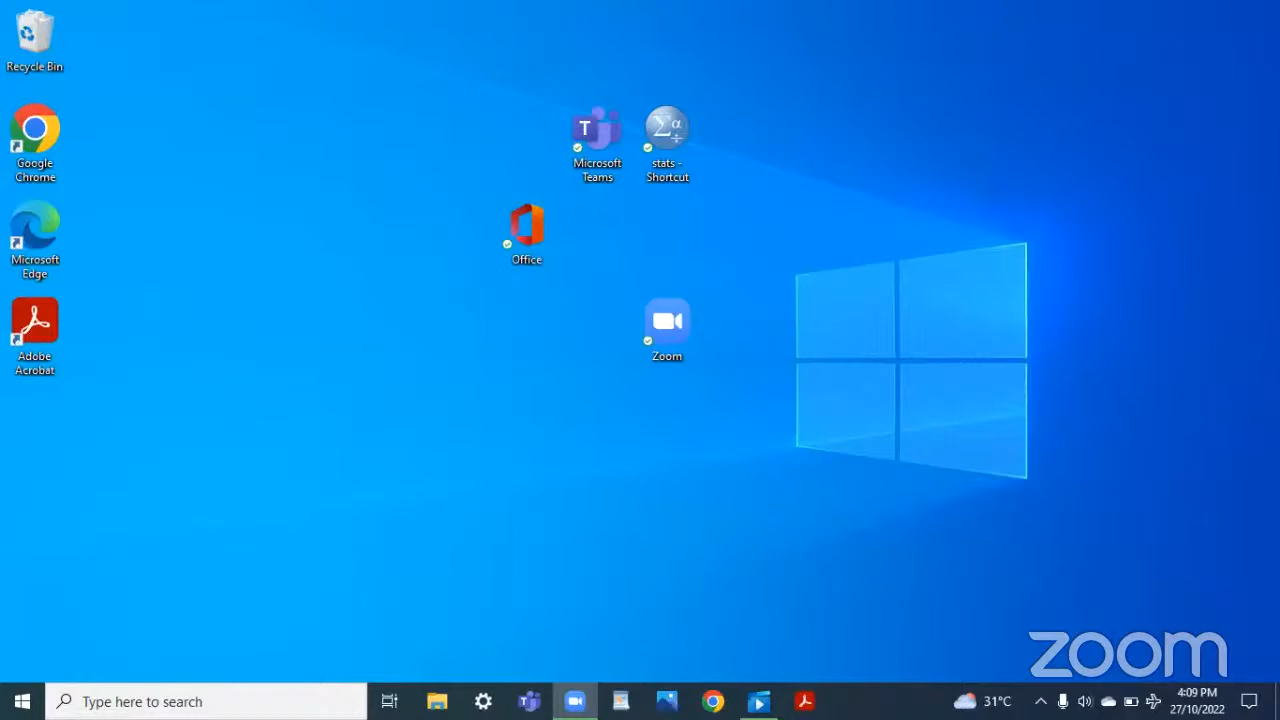 Recycle Bin
Google
Chrome
Microsoft
Edge
Adobe
Acrobat
T
Microsoft
Teams
Σα
÷
stats -
Shortcut
Office
Zoom
zoom
Type here to search
31°C
4:09 PM
27/10/2022